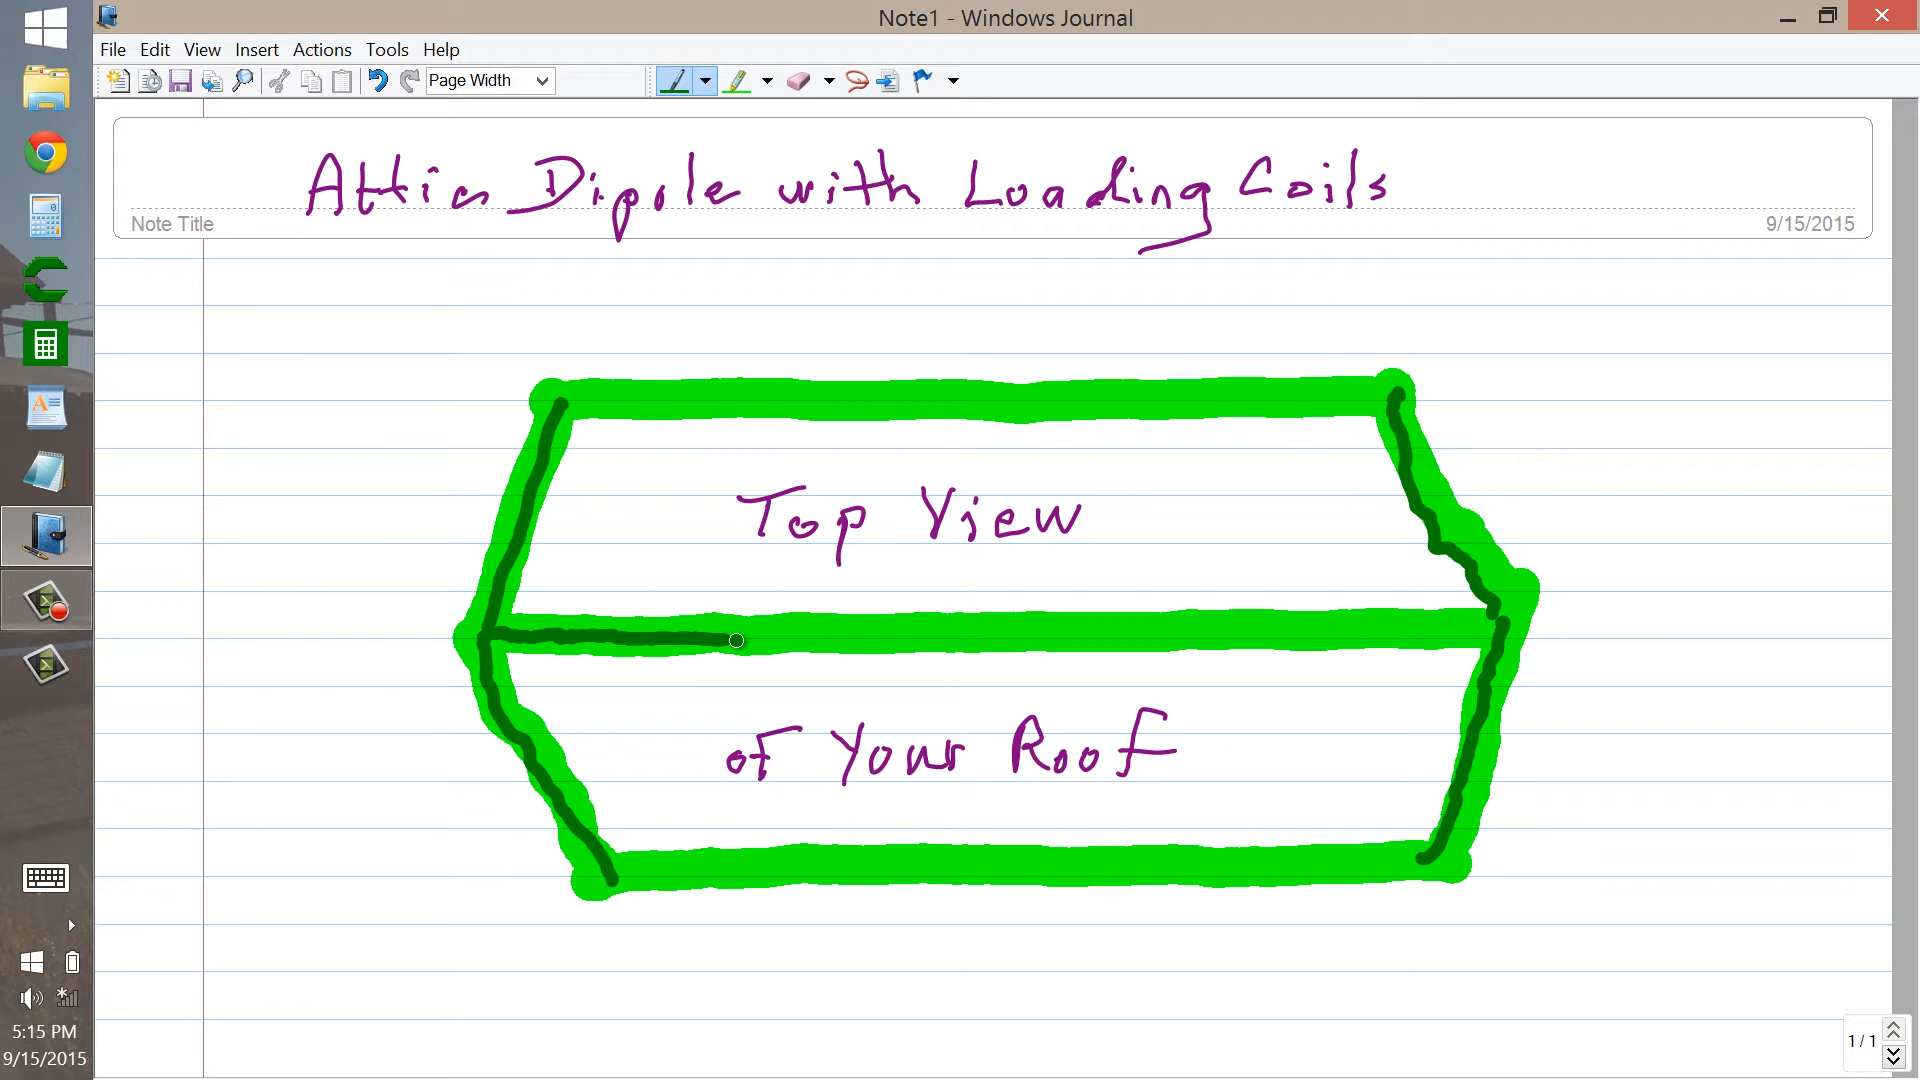 Note1 - Windows Journal
File Edit View Insert Actions Tools Help
Page Width
Attic Dipole with Loading Coils
Note Title 9/15/2015
Top View
of Your Roof
1 / 1
5:15 PM
9/15/2015